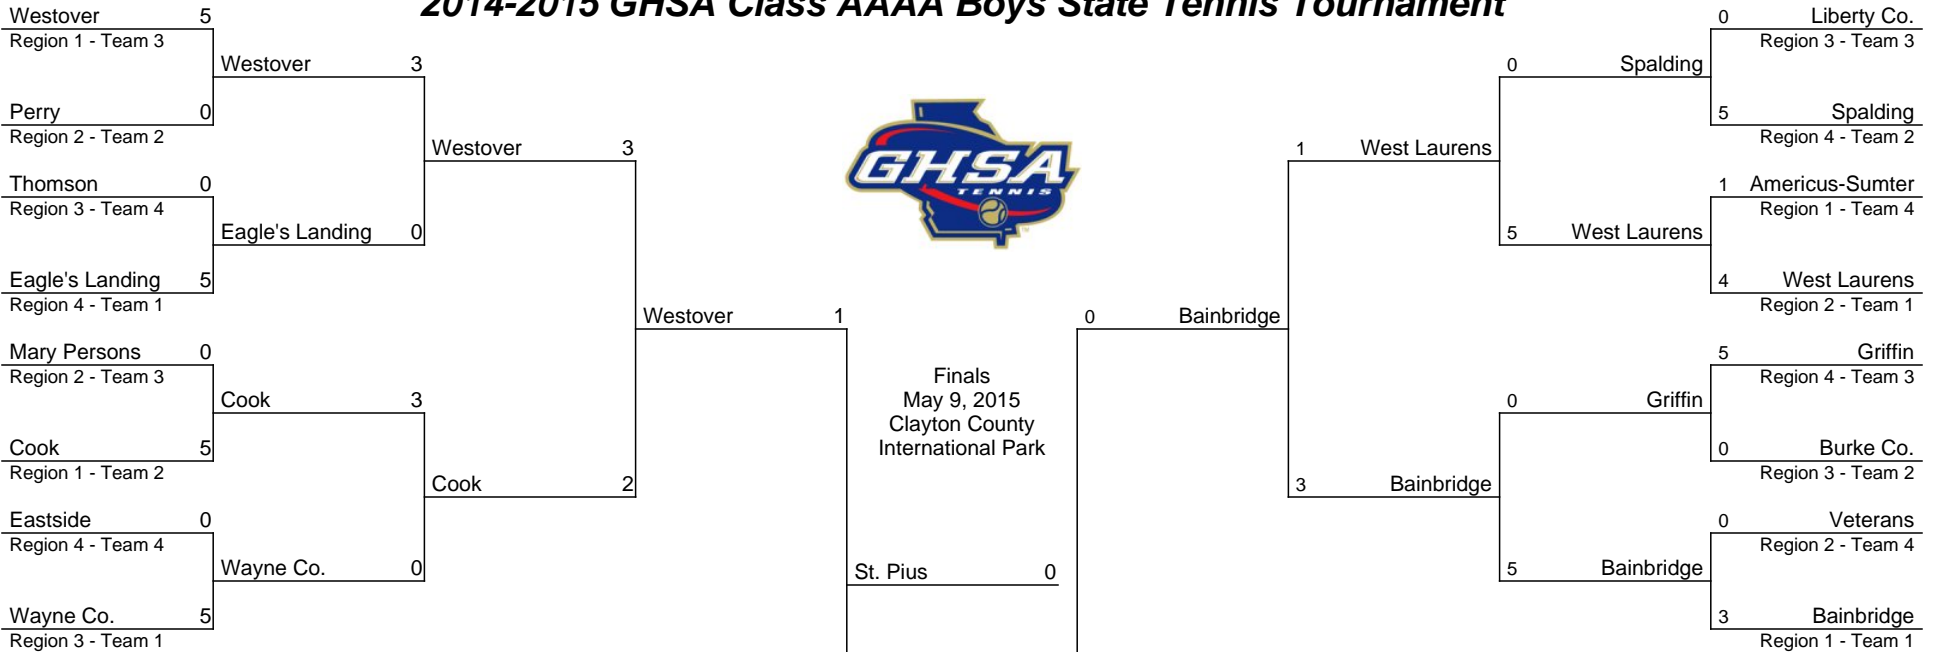 2014-2015 GHSA Class AAAA Boys State Tennis Tournament
Westover 5
Region 1 - Team 3
Westover 3
Perry 0
Region 2 - Team 2
Westover 3
Thomson 0
Region 3 - Team 4
Eagle's Landing 0
Eagle's Landing 5
Region 4 - Team 1
Westover 1
Mary Persons 0
Region 2 - Team 3
Cook 3
Cook 5
Region 1 - Team 2
Cook 2
Eastside 0
Region 4 - Team 4
Wayne Co. 0
Wayne Co. 5
Region 3 - Team 1
GHSA
TENNIS
Finals
May 9, 2015
Clayton County
International Park
St. Pius 0
0 Liberty Co.
Region 3 - Team 3
0 Spalding
5 Spalding
Region 4 - Team 2
1 West Laurens
1 Americus-Sumter
Region 1 - Team 4
5 West Laurens
4 West Laurens
Region 2 - Team 1
0 Bainbridge
5 Griffin
Region 4 - Team 3
0 Griffin
0 Burke Co.
Region 3 - Team 2
3 Bainbridge
0 Veterans
Region 2 - Team 4
5 Bainbridge
3 Bainbridge
Region 1 - Team 1